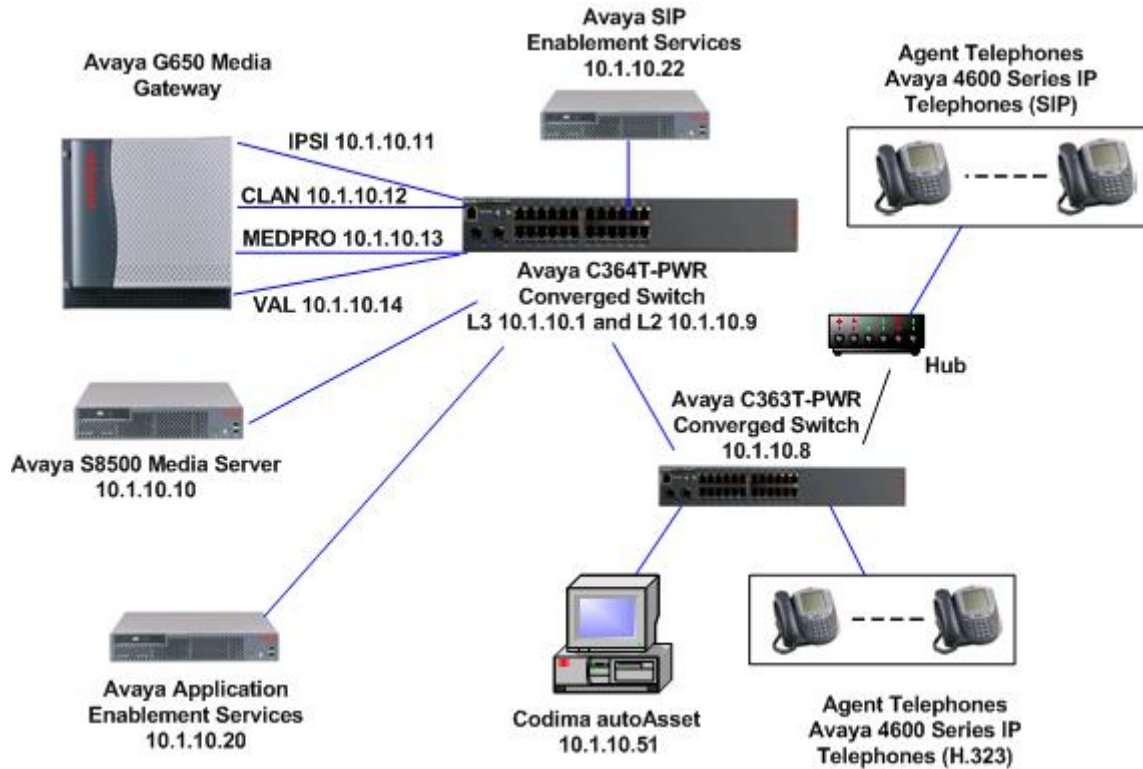 Avaya SIP
Enablement Services
10.1.10.22
Avaya G650 Media
Gateway
Agent Telephones
Avaya 4600 Series IP
Telephones (SIP)
IPSI 10.1.10.11
CLAN 10.1.10.12
MEDPRO 10.1.10.13
VAL 10.1.10.14
Avaya C364T-PWR
Converged Switch
L3 10.1.10.1 and L2 10.1.10.9
Hub
Avaya C363T-PWR
Converged Switch
10.1.10.8
Avaya S8500 Media Server
10.1.10.10
Avaya Application
Enablement Services
10.1.10.20
Codima autoAsset
10.1.10.51
Agent Telephones
Avaya 4600 Series IP
Telephones (H.323)